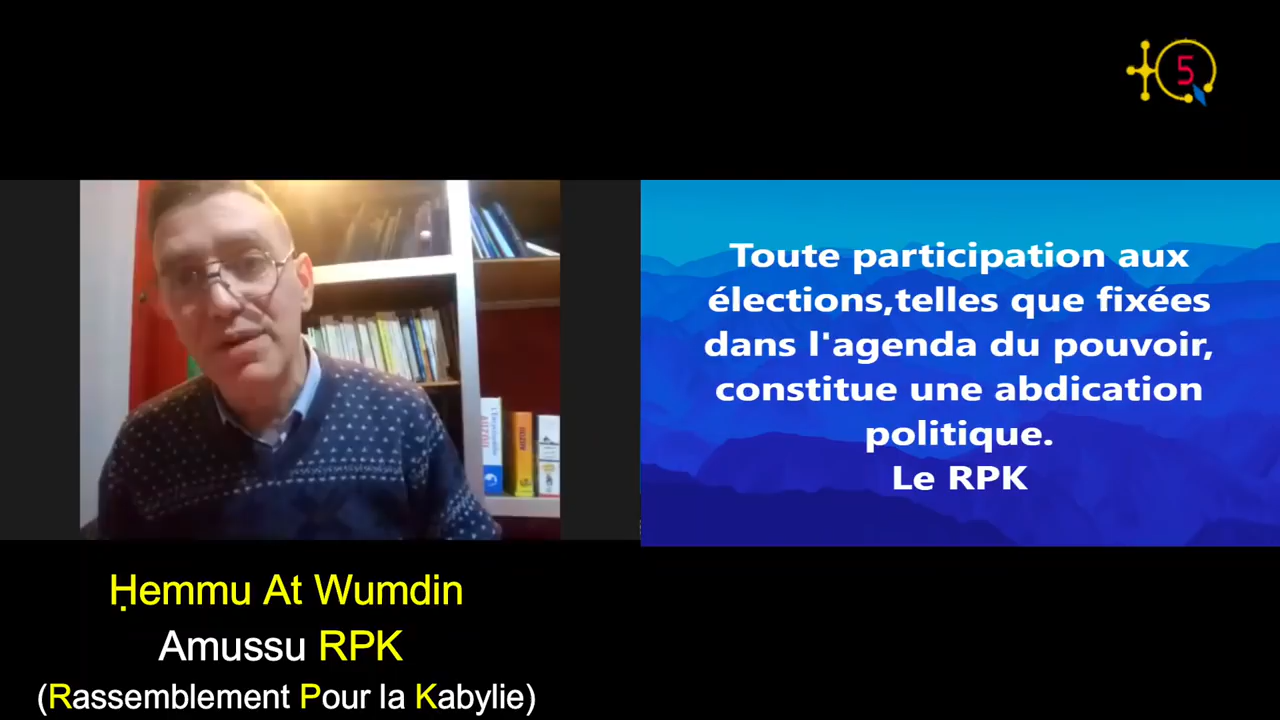 5
Toute participation aux
élections,telles que fixées
dans l'agenda du pouvoir,
constitue une abdication
politique.
Le RPK
Ḥemmu At Wumdin
Amussu RPK
(Rassemblement Pour la Kabylie)